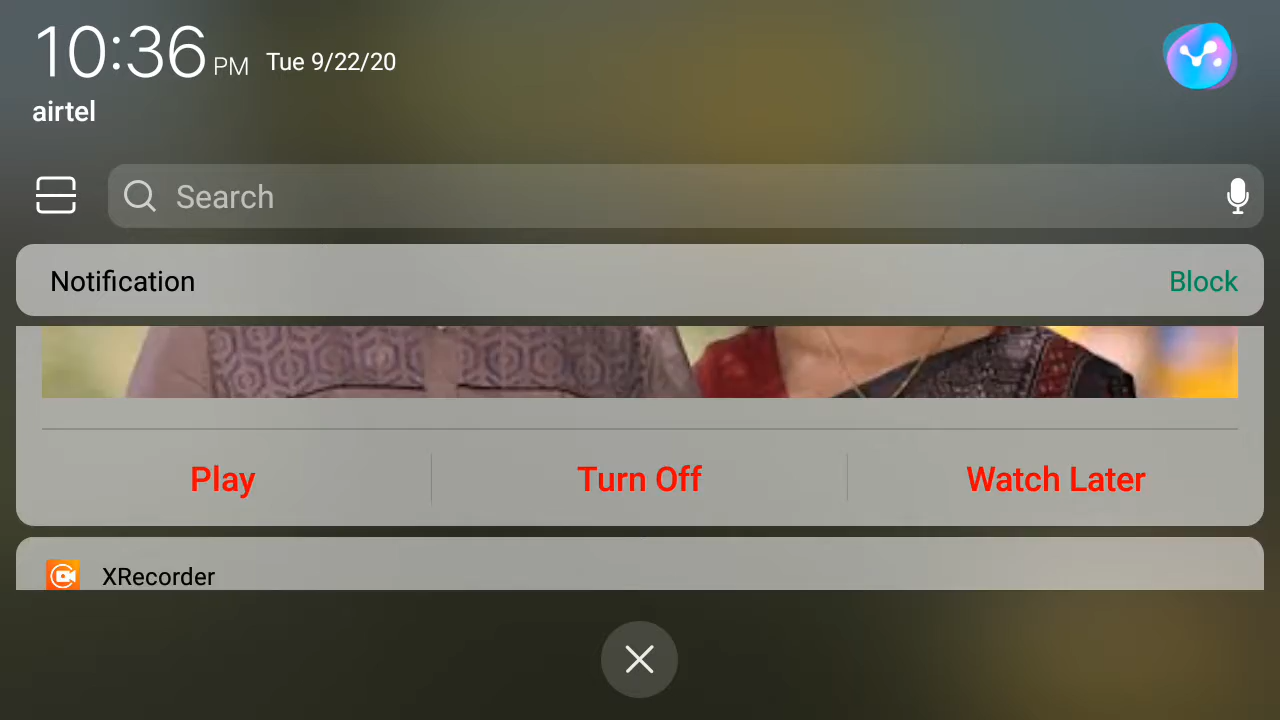 10:36 PM Tue 9/22/20
airtel
Search
Notification Block
Play Turn Off Watch Later
XRecorder